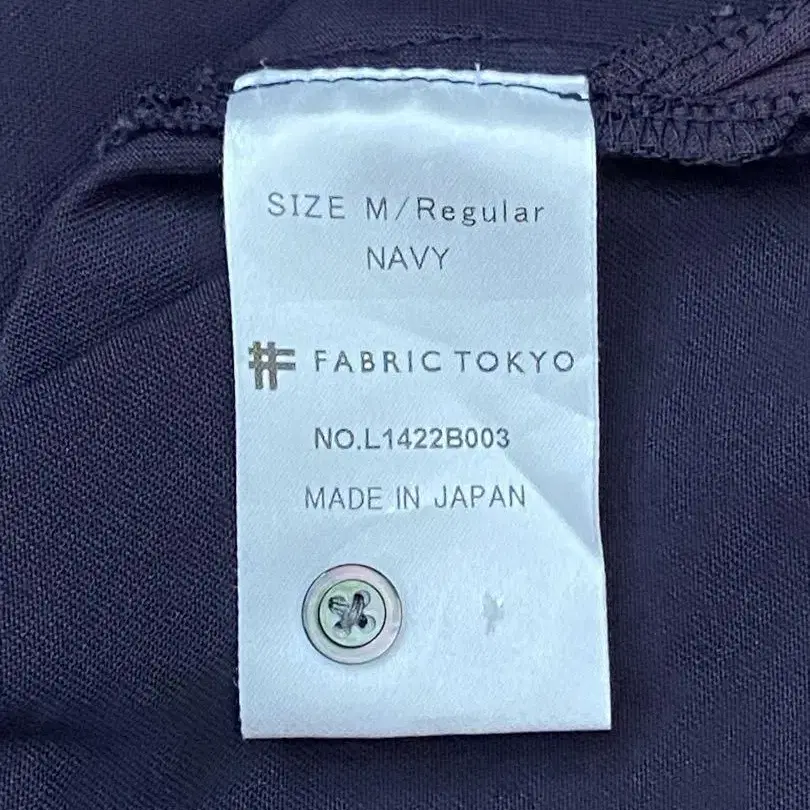 SIZE M/Regular
NAVY
FABRIC TOKYO
NO.L1422B003
MADE IN JAPAN